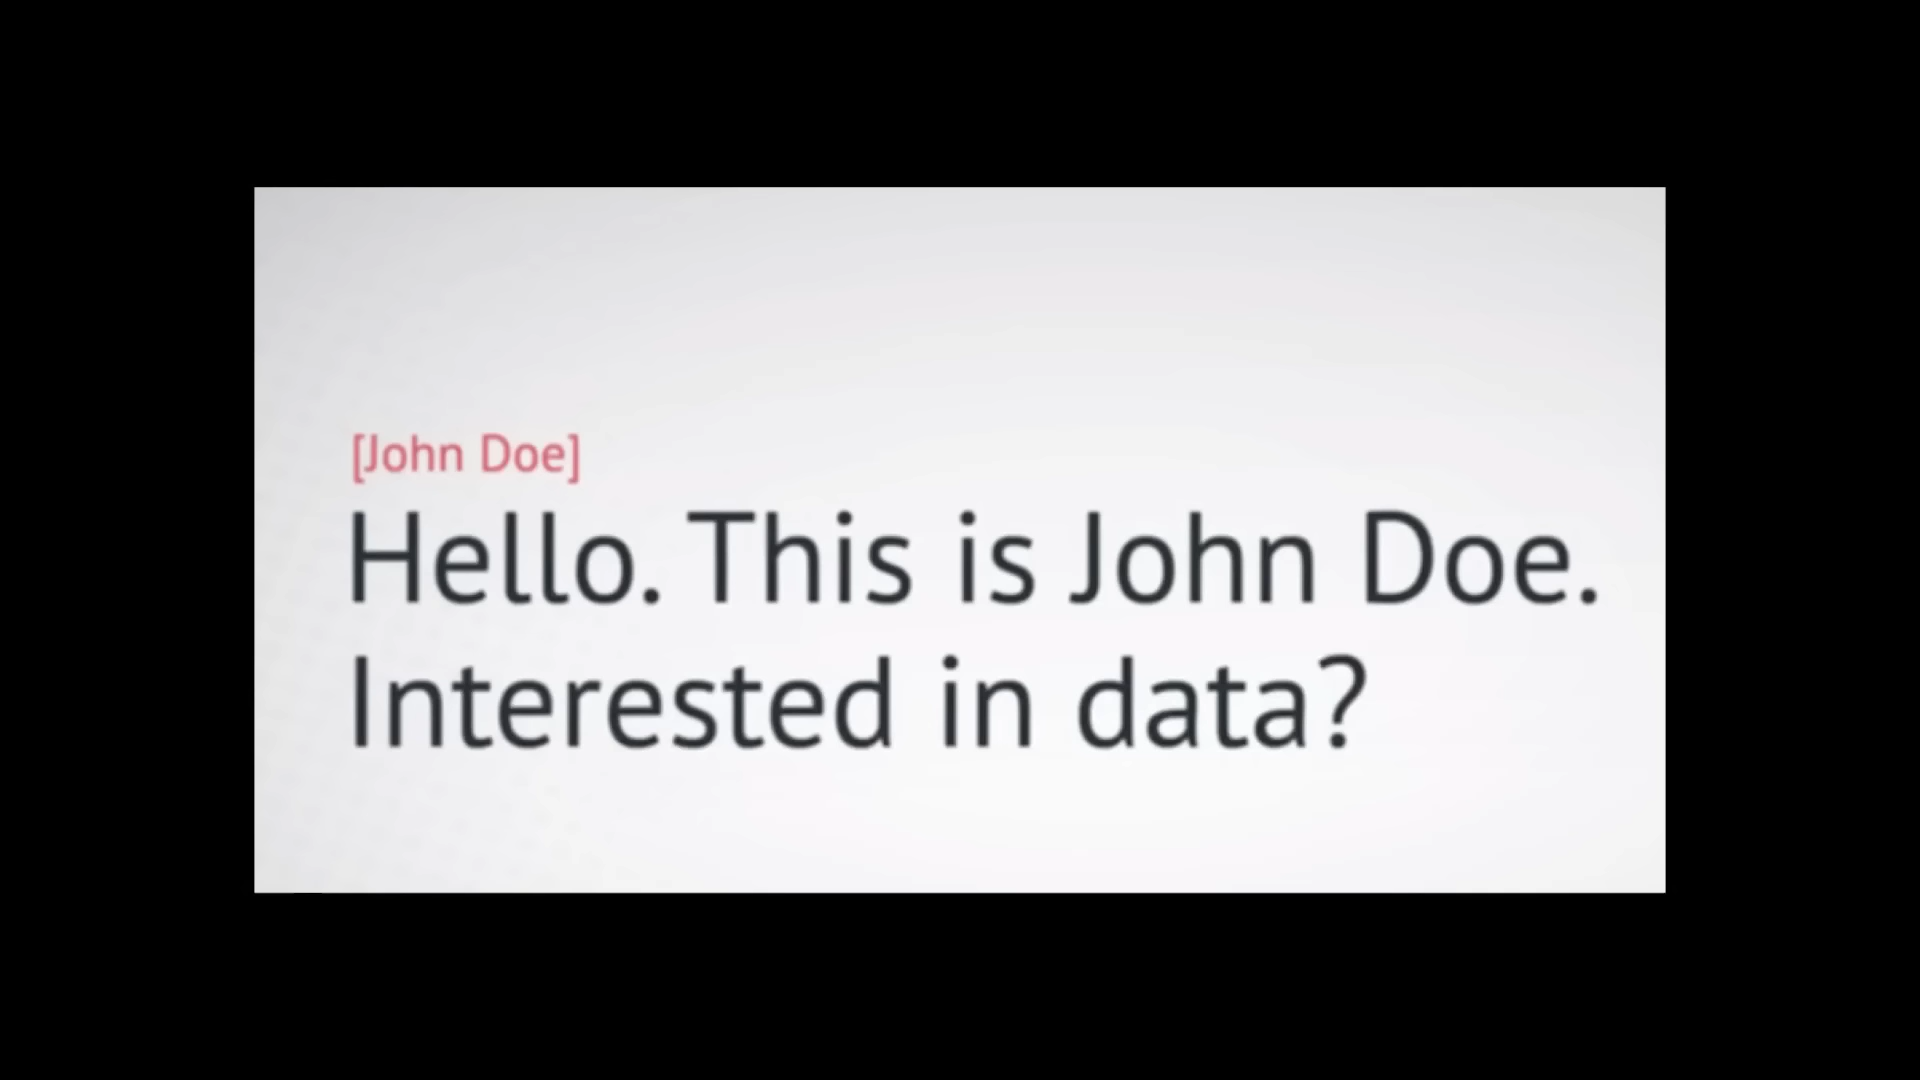 [John Doe]
Hello. This is John Doe.
Interested in data?